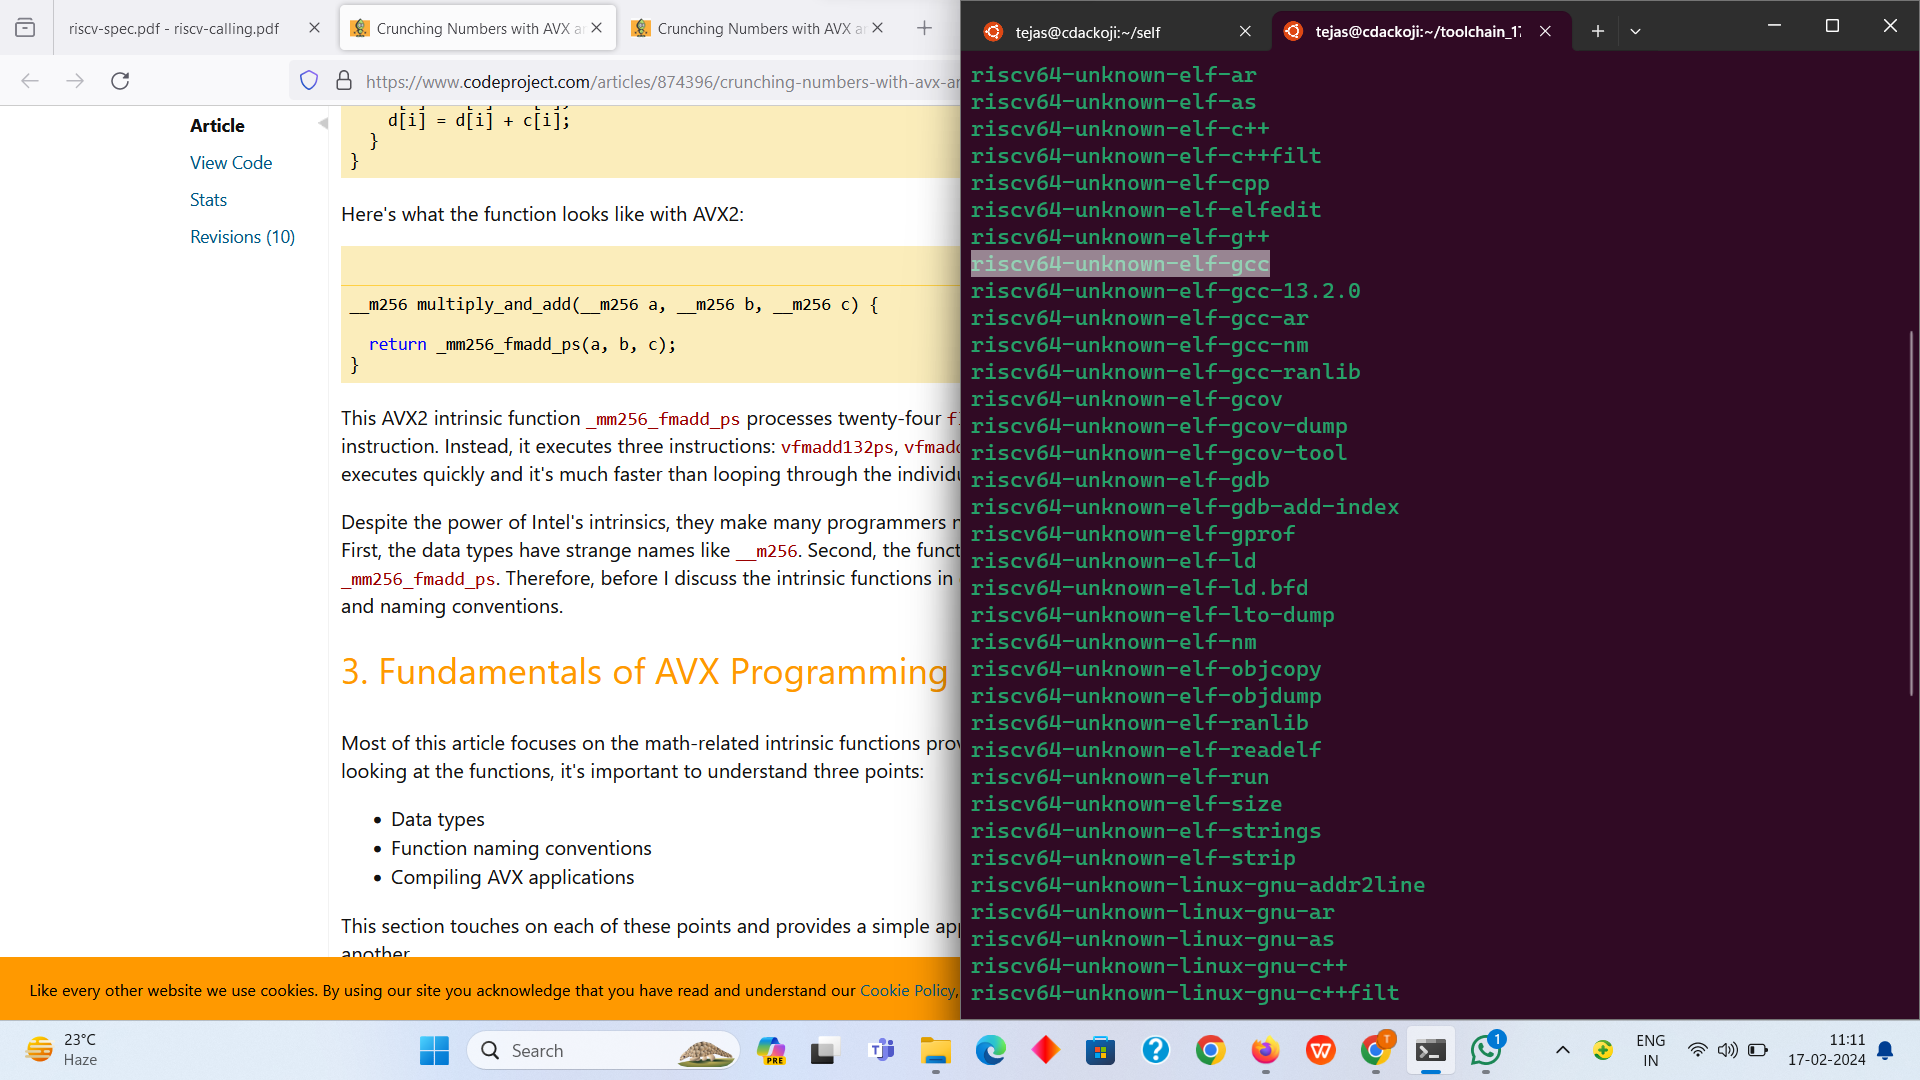 riscv-spec.pdf - riscv-calling.pdf
Crunching Numbers with AVX ar
Crunching Numbers with AVX a
https://www.codeproject.com/articles/874396/crunching-numbers-with-avx-ar
Article
View Code
Stats
Revisions (10)
d[i] = d[i] + c[i];
}
}
Here's what the function looks like with AVX2:
__m256 multiply_and_add(__m256 a, __m256 b, __m256 c) {
return _mm256_fmadd_ps(a, b, c);
}
This AVX2 intrinsic function _mm256_fmadd_ps processes twenty-four f
instruction. Instead, it executes three instructions: vfmadd132ps, vfmadd
executes quickly and it's much faster than looping through the individu
Despite the power of Intel's intrinsics, they make many programmers n
First, the data types have strange names like __m256. Second, the funct
_mm256_fmadd_ps. Therefore, before I discuss the intrinsic functions in
and naming conventions.
3. Fundamentals of AVX Programming
Most of this article focuses on the math-related intrinsic functions prov
looking at the functions, it's important to understand three points:
• Data types
• Function naming conventions
• Compiling AVX applications
This section touches on each of these points and provides a simple app
another.
Like every other website we use cookies. By using our site you acknowledge that you have read and understand our Cookie Policy,
tejas@cdackoji:~/self
tejas@cdackoji:~/toolchain_17
riscv64-unknown-elf-ar
riscv64-unknown-elf-as
riscv64-unknown-elf-c++
riscv64-unknown-elf-c++filt
riscv64-unknown-elf-cpp
riscv64-unknown-elf-elfedit
riscv64-unknown-elf-g++
riscv64-unknown-elf-gcc
riscv64-unknown-elf-gcc-13.2.0
riscv64-unknown-elf-gcc-ar
riscv64-unknown-elf-gcc-nm
riscv64-unknown-elf-gcc-ranlib
riscv64-unknown-elf-gcov
riscv64-unknown-elf-gcov-dump
riscv64-unknown-elf-gcov-tool
riscv64-unknown-elf-gdb
riscv64-unknown-elf-gdb-add-index
riscv64-unknown-elf-gprof
riscv64-unknown-elf-ld
riscv64-unknown-elf-ld.bfd
riscv64-unknown-elf-lto-dump
riscv64-unknown-elf-nm
riscv64-unknown-elf-objcopy
riscv64-unknown-elf-objdump
riscv64-unknown-elf-ranlib
riscv64-unknown-elf-readelf
riscv64-unknown-elf-run
riscv64-unknown-elf-size
riscv64-unknown-elf-strings
riscv64-unknown-elf-strip
riscv64-unknown-linux-gnu-addr2line
riscv64-unknown-linux-gnu-ar
riscv64-unknown-linux-gnu-as
riscv64-unknown-linux-gnu-c++
riscv64-unknown-linux-gnu-c++filt
23°C
Haze
Search
PRE
T
1
ENG
IN
11:11
17-02-2024